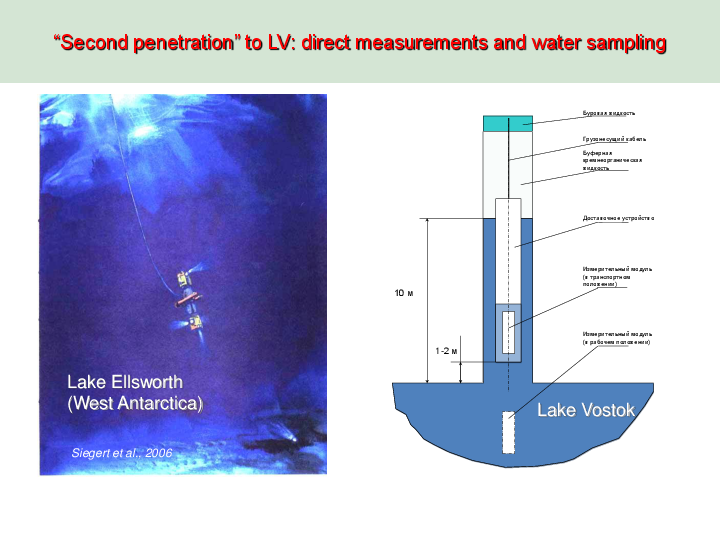 “Second penetration” to LV: direct measurements and water sampling
Lake Ellsworth
(West Antarctica)
Siegert et al., 2006
Буровая жидкость
Грузонесущий кабель
Буферная
кремнеорганическая
жидкость
Доставочное устройство
Измерительный модуль
(в транспортном
положении)
10 м
Измерительный модуль
(в рабочем положении)
1-2 м
Lake Vostok